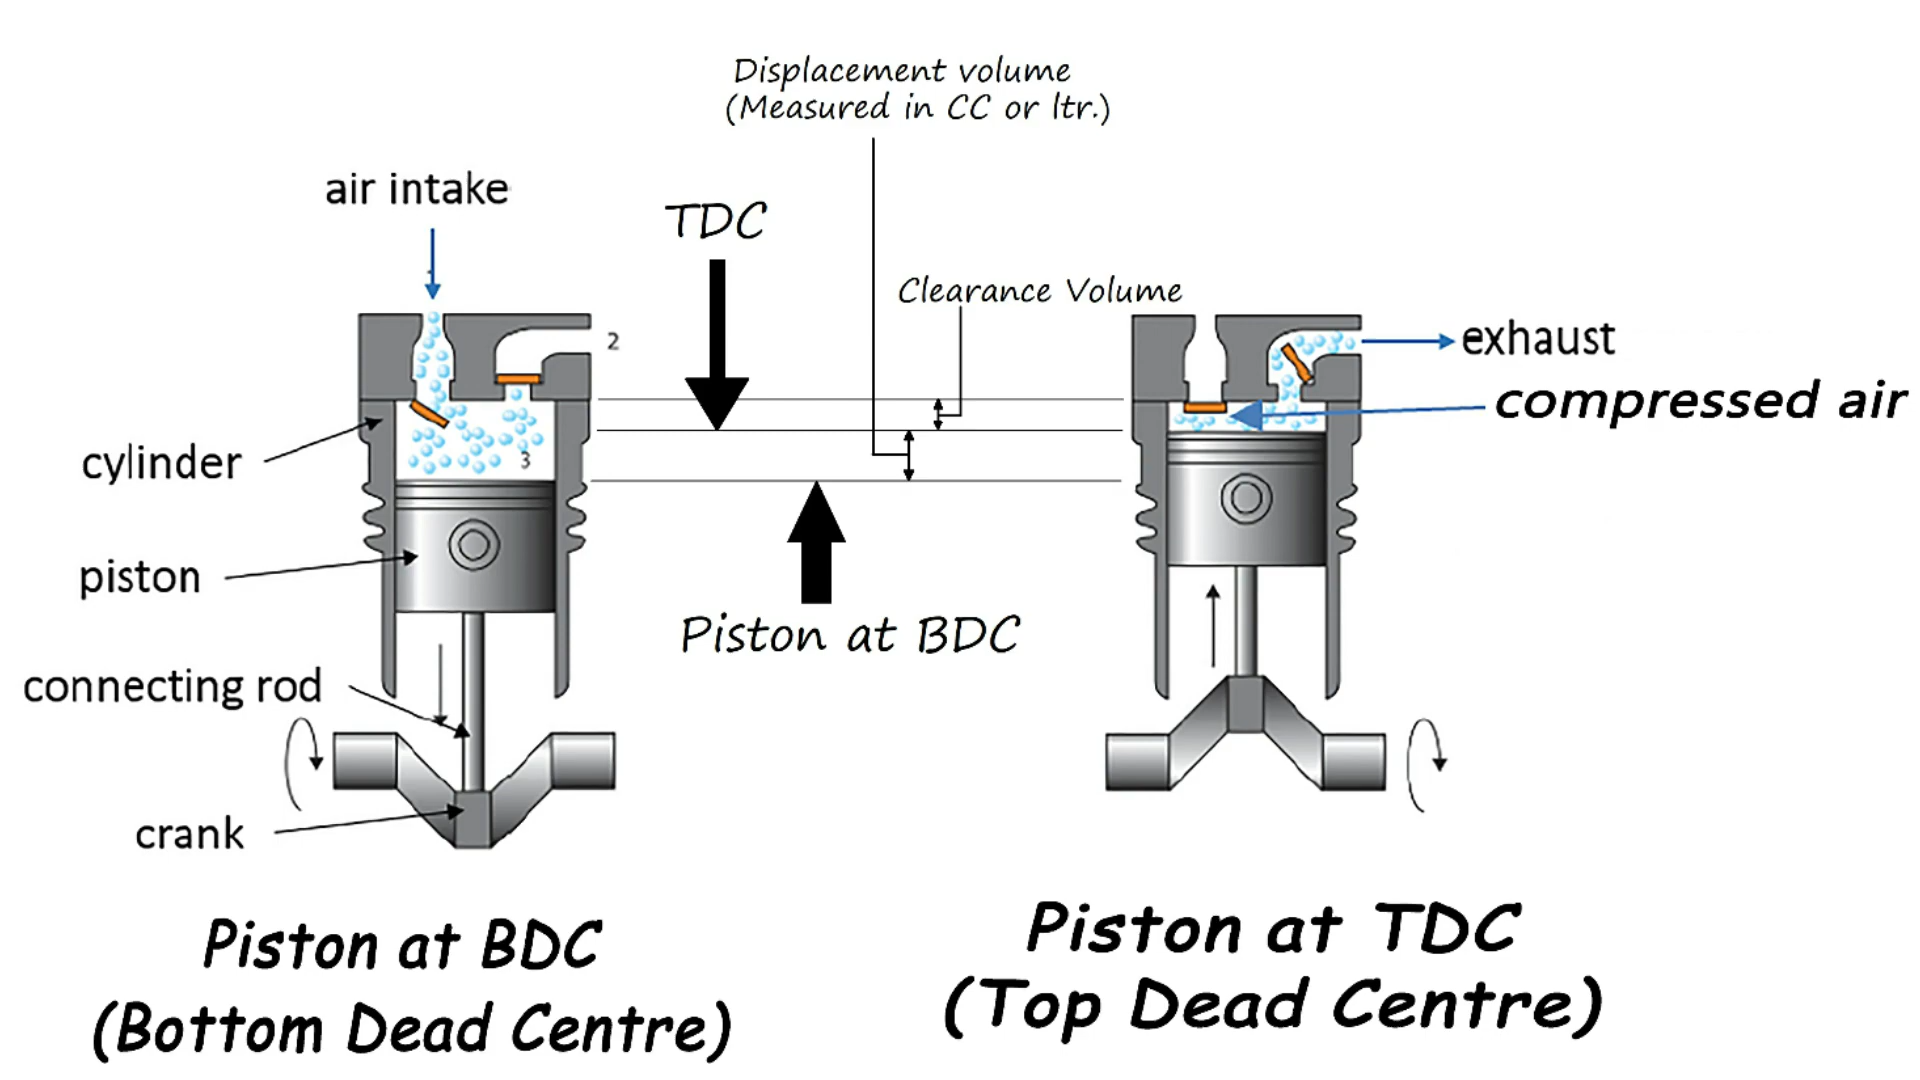 Displacement volume
(Measured in CC or ltr.)
air intake
TDC
Clearance Volume
2
exhaust
compressed air
cylinder
3
piston
Piston at BDC
connecting rod
crank
Piston at BDC
(Bottom Dead Centre)
Piston at TDC
(Top Dead Centre)